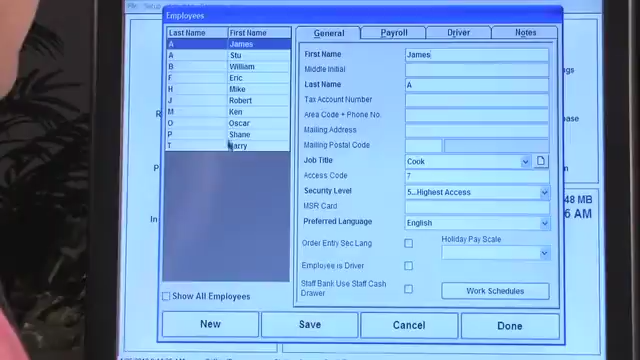 File Setup
Employees
Last Name First Name
A James
A Stu
B William
F Eric
H Mike
J Robert
M Ken
O Oscar
P Shane
T
Show All Employees
General Payroll Driver Notes
First Name James
Middle Initial
Last Name A
Tax Account Number
Area Code + Phone No.
Mailing Address
Mailing Postal Code
Job Title Cook
Access Code 7
Security Level 5...Highest Access
MSR Card
Preferred Language English
Order Entry Sec Lang
Holiday Pay Scale
Employee is Driver
Staff Bank Use Staff Cash
Drawer
Work Schedules
New Save Cancel Done
48 MB
6 AM